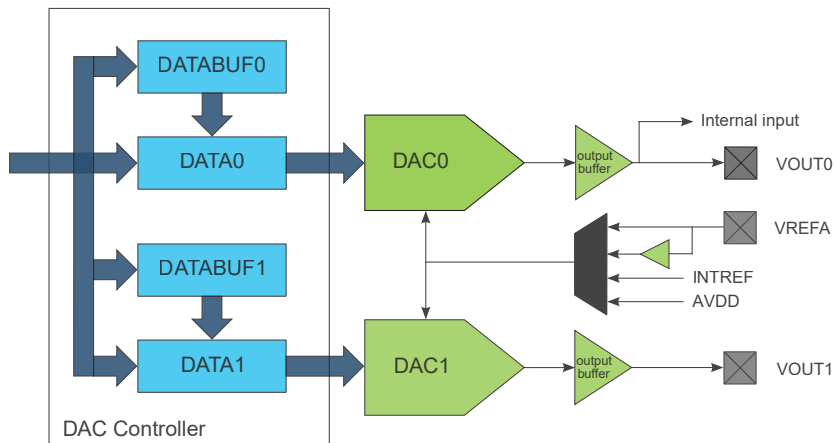 DATABUF0
DATA0
DAC0
output
buffer
Internal input
VOUT0
VREFA
INTREF
AVDD
DATABUF1
DATA1
DAC1
output
buffer
VOUT1
DAC Controller